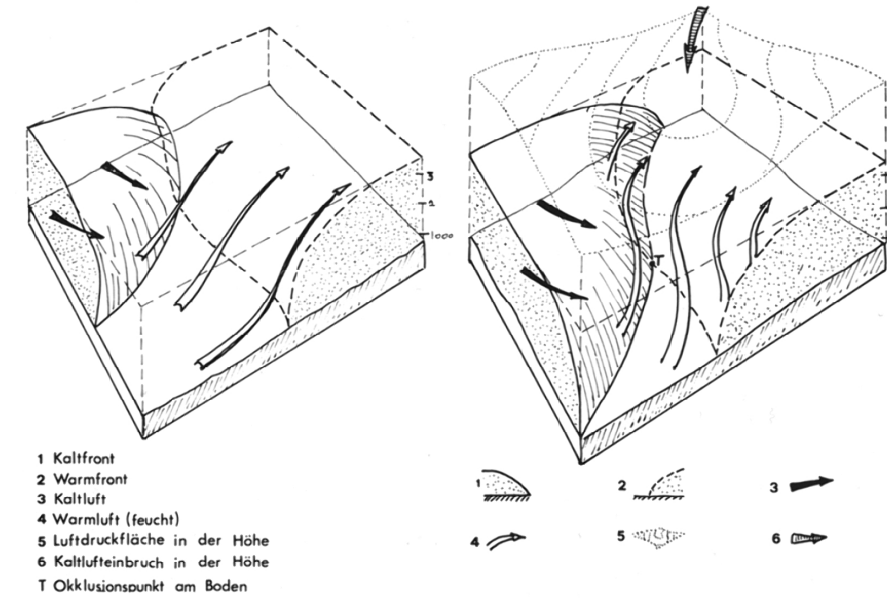 3
2
1000
T
1 Kaltfront
2 Warmfront
3 Kaltluft
4 Warmluft (feucht)
5 Luftdruckfläche in der Höhe
6 Kaltlufteinbruch in der Höhe
T Okklusionspunkt am Boden
1
2
3
4
5
6